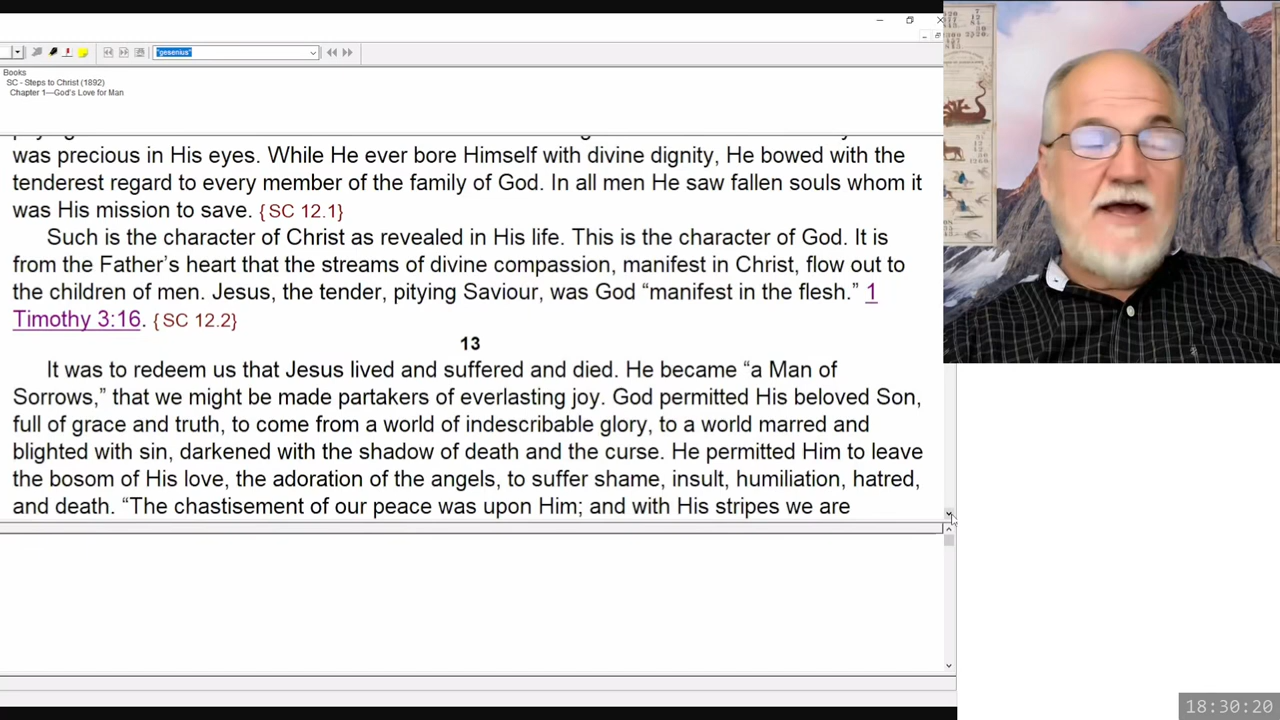 "gesenius"
Books
SC - Steps to Christ (1892)
Chapter 1—God's Love for Man
was precious in His eyes. While He ever bore Himself with divine dignity, He bowed with the
tenderest regard to every member of the family of God. In all men He saw fallen souls whom it
was His mission to save. {SC 12.1}
Such is the character of Christ as revealed in His life. This is the character of God. It is
from the Father's heart that the streams of divine compassion, manifest in Christ, flow out to
the children of men. Jesus, the tender, pitying Saviour, was God “manifest in the flesh.” 1
Timothy 3:16. {SC 12.2}
13
It was to redeem us that Jesus lived and suffered and died. He became “a Man of
Sorrows,” that we might be made partakers of everlasting joy. God permitted His beloved Son,
full of grace and truth, to come from a world of indescribable glory, to a world marred and
blighted with sin, darkened with the shadow of death and the curse. He permitted Him to leave
the bosom of His love, the adoration of the angels, to suffer shame, insult, humiliation, hatred,
and death. “The chastisement of our peace was upon Him; and with His stripes we are
18:30:20